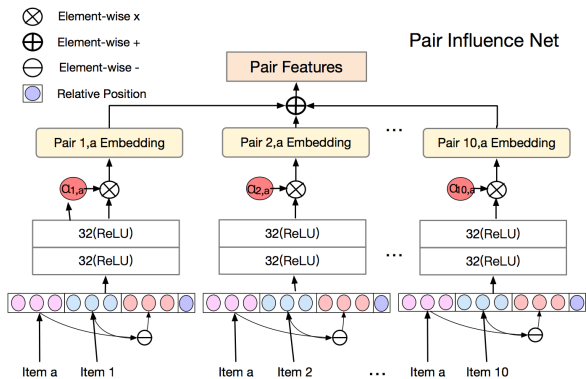 Element-wise x
Element-wise +
Element-wise -
Relative Position
Pair Influence Net
Pair Features
Pair 1,a Embedding
Pair 2,a Embedding
...
Pair 10,a Embedding
α1,a
α2,a
α10,a
32(ReLU)
32(ReLU)
32(ReLU)
32(ReLU)
32(ReLU)
32(ReLU)
...
Item a
Item 1
Item a
Item 2
...
Item a
Item 10